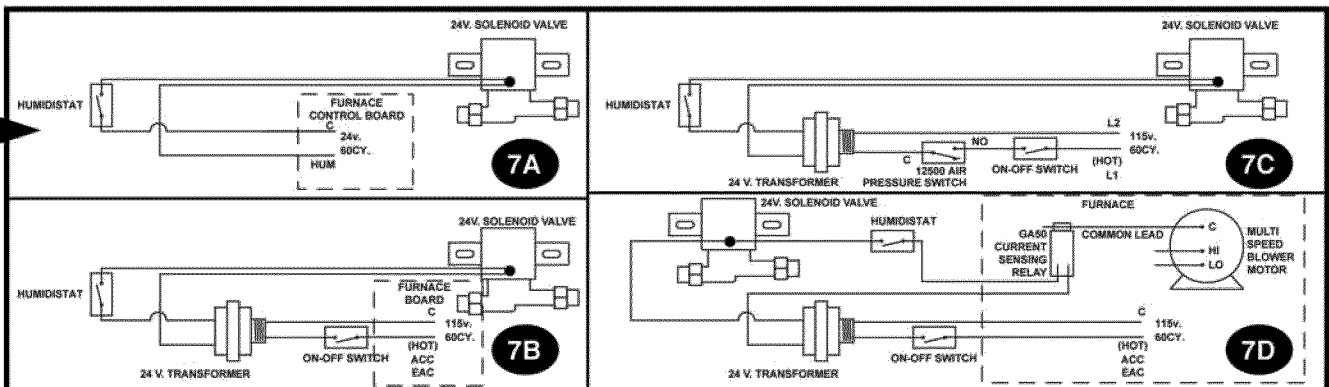 24V. SOLENOID VALVE
HUMIDISTAT
FURNACE
CONTROL BOARD
C
24v.
60CY.
HUM
7A
24V. SOLENOID VALVE
HUMIDISTAT
L2
115v.
60CY.
NO
C
(HOT)
L1
12500 AIR
PRESSURE SWITCH
ON-OFF SWITCH
24 V. TRANSFORMER
7C
24V. SOLENOID VALVE
HUMIDISTAT
FURNACE
BOARD
C
115v.
60CY.
(HOT)
ACC
EAC
ON-OFF SWITCH
24 V. TRANSFORMER
7B
24V. SOLENOID VALVE
HUMIDISTAT
FURNACE
GA50
CURRENT
SENSING
RELAY
COMMON LEAD
C
HI
LO
MULTI
SPEED
BLOWER
MOTOR
C
115v.
60CY.
(HOT)
ACC
EAC
ON-OFF SWITCH
24 V. TRANSFORMER
7D